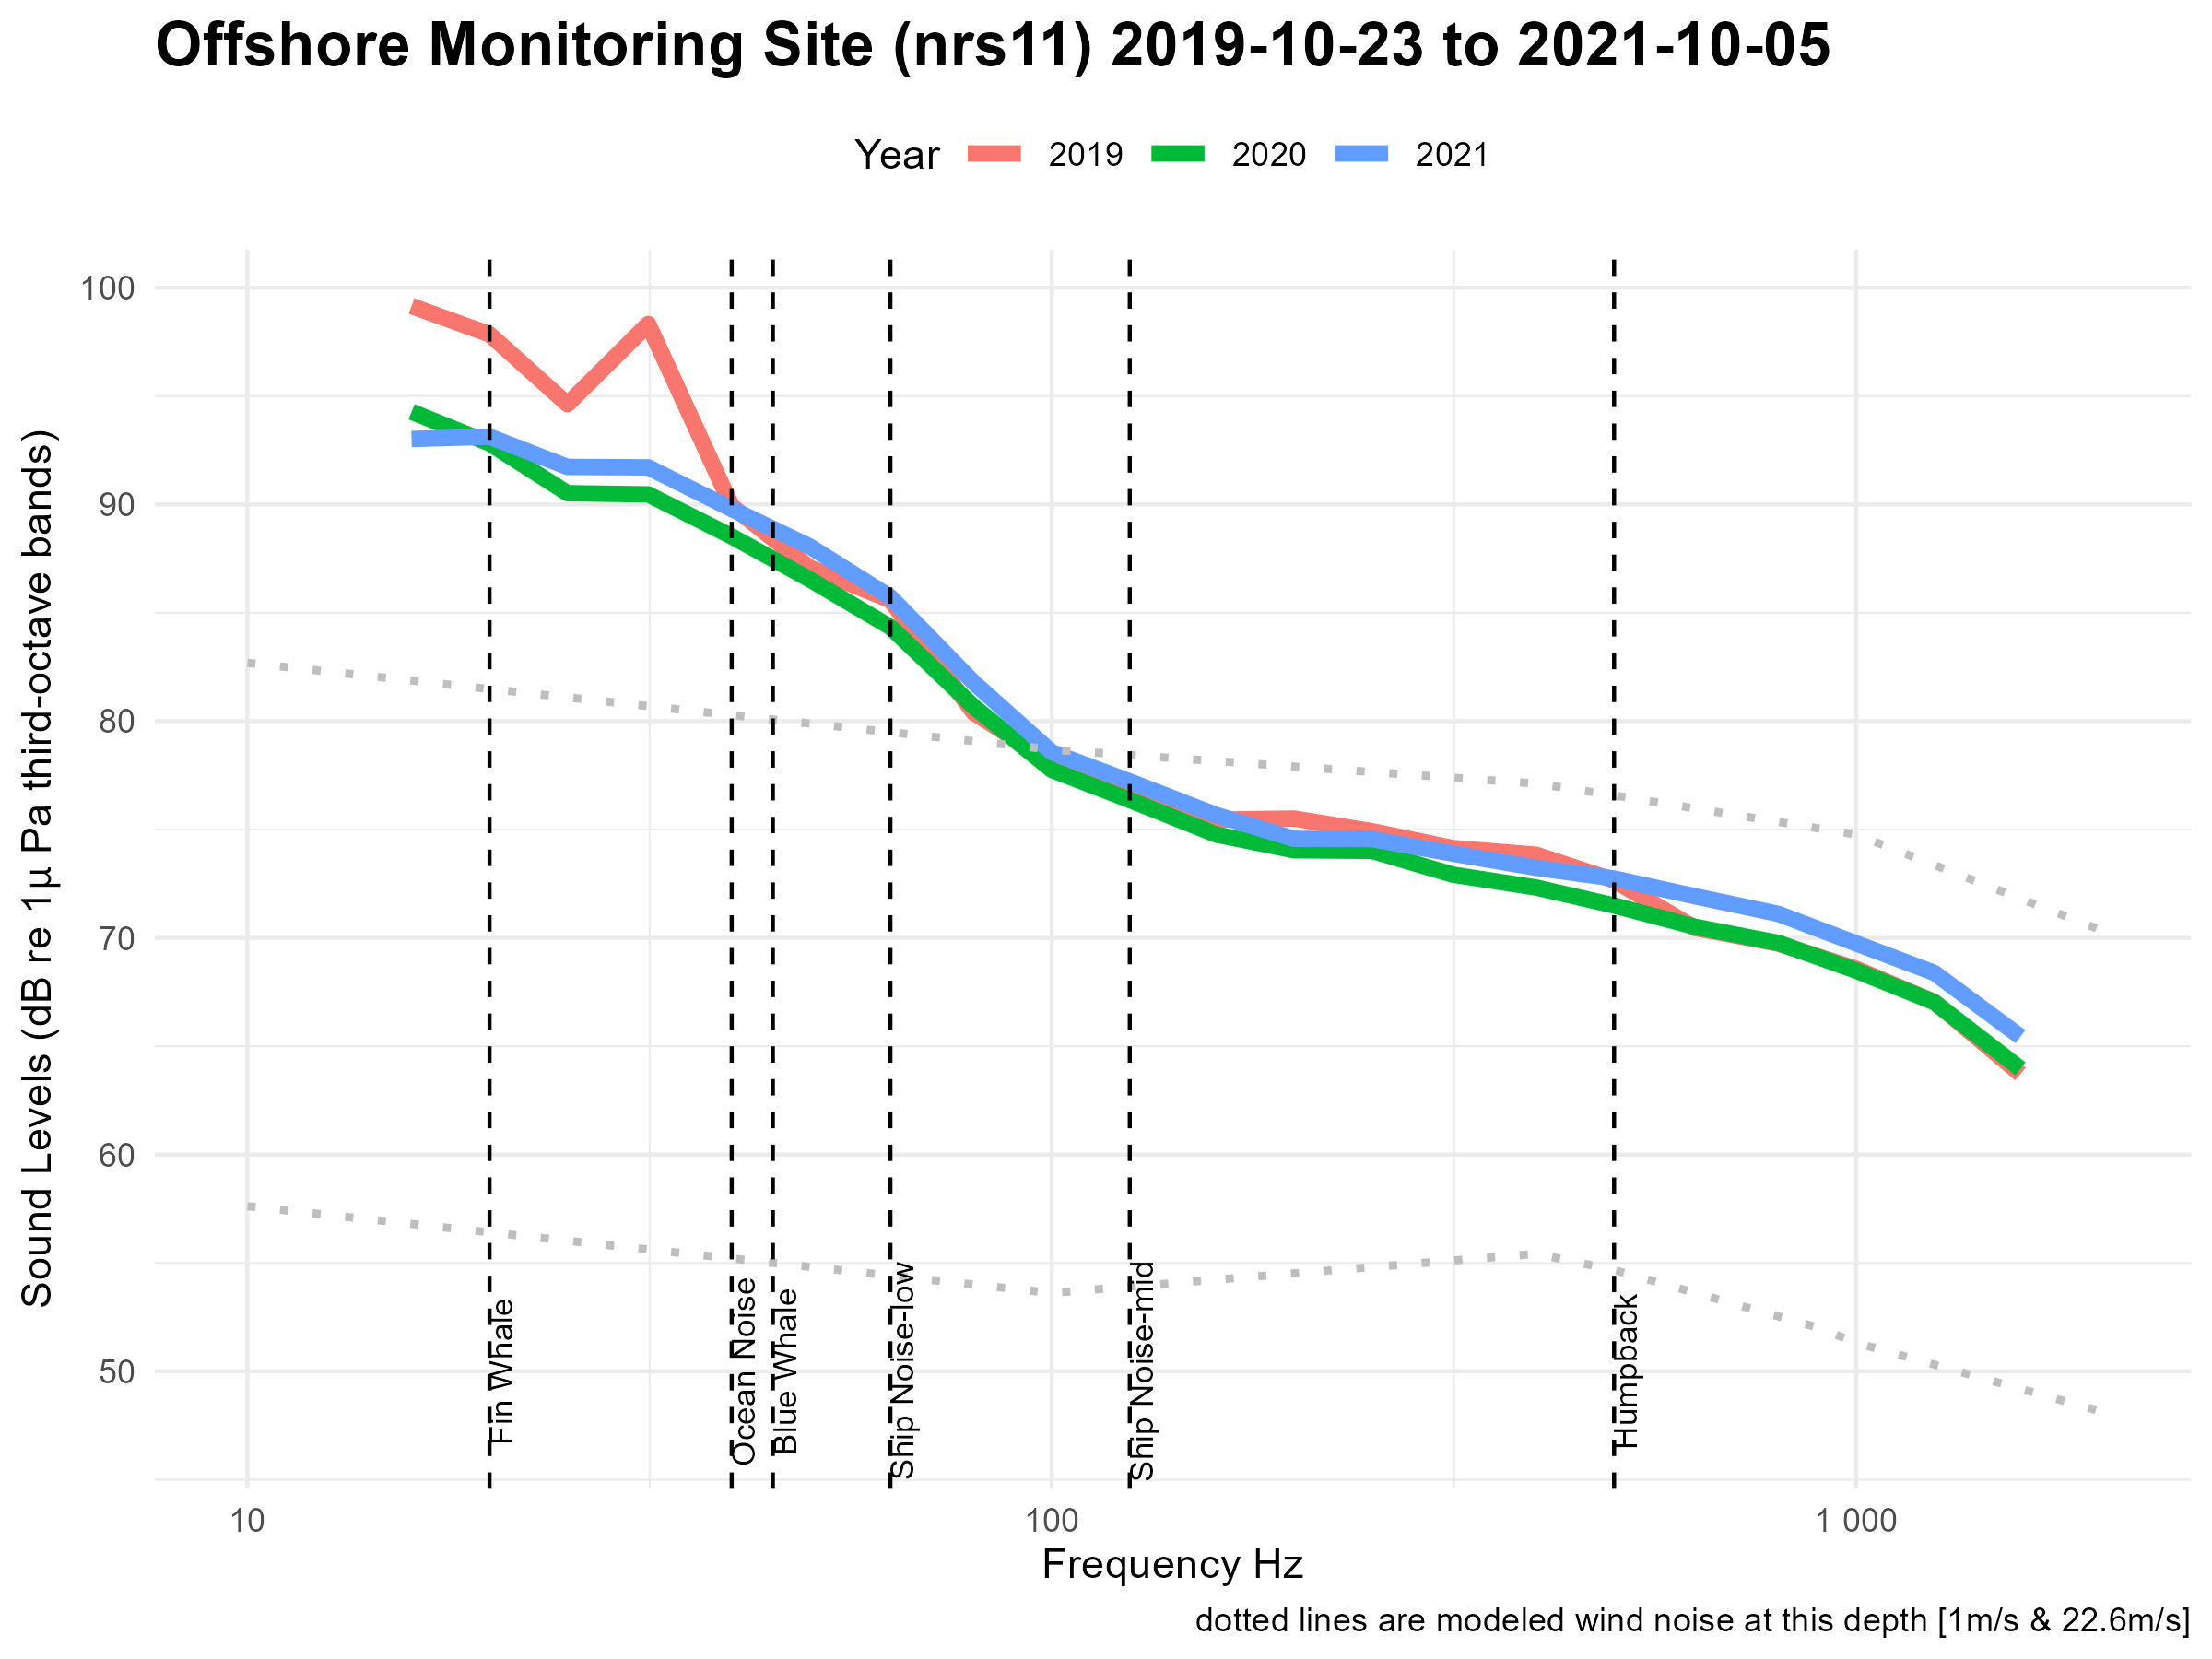 Offshore Monitoring Site (nrs11) 2019-10-23 to 2021-10-05
Year 2019 2020 2021
Sound Levels (dB re 1µ Pa third-octave bands)
100
90
80
70
60
50
Fin Whale
Ocean Noise
Blue Whale
Ship Noise-low
Ship Noise-mid
Humpback
10 100 1 000
Frequency Hz
dotted lines are modeled wind noise at this depth [1m/s & 22.6m/s]